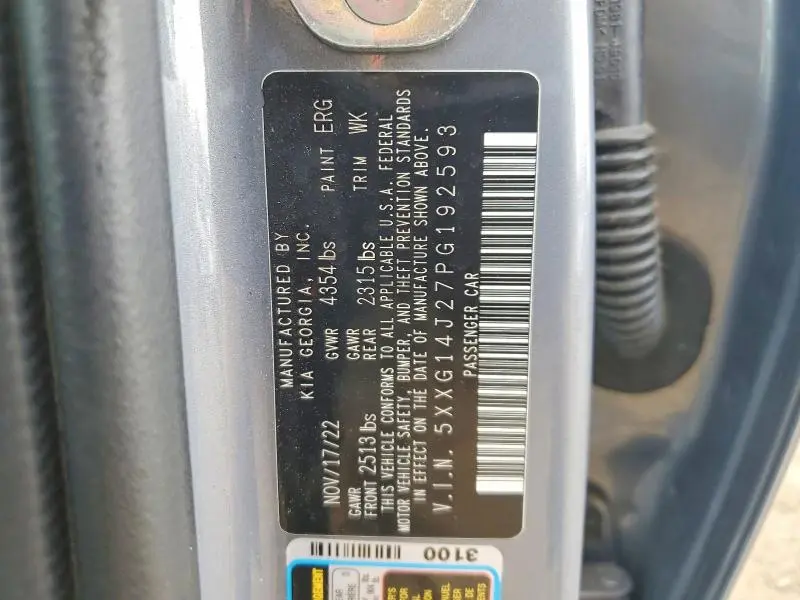 MANUFACTURED BY
KIA GEORGIA, INC.
NOV/17/22 GVWR 4354 lbs PAINT ERG
GAWR GAWR
FRONT 2513 lbs REAR 2315 lbs TRIM WK
THIS VEHICLE CONFORMS TO ALL APPLICABLE U.S.A. FEDERAL
MOTOR VEHICLE SAFETY, BUMPER, AND THEFT PREVENTION STANDARDS
IN EFFECT ON THE DATE OF MANUFACTURE SHOWN ABOVE.
V.I.N. 5XXG14J27PG192593
PASSENGER CAR
3100